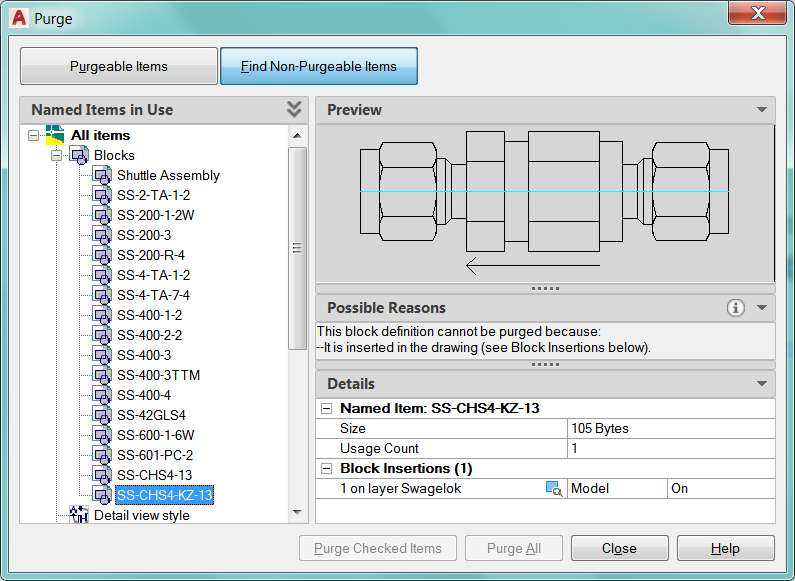 Purge
Purgeable Items
Find Non-Purgeable Items
Named Items in Use
All items
Blocks
Shuttle Assembly
SS-2-TA-1-2
SS-200-1-2W
SS-200-3
SS-200-R-4
SS-4-TA-1-2
SS-4-TA-7-4
SS-400-1-2
SS-400-2-2
SS-400-3
SS-400-3TTM
SS-400-4
SS-42GLS4
SS-600-1-6W
SS-601-PC-2
SS-CHS4-13
SS-CHS4-KZ-13
Detail view style
Preview
Possible Reasons
This block definition cannot be purged because:
--It is inserted in the drawing (see Block Insertions below).
Details
Named Item: SS-CHS4-KZ-13
Size 105 Bytes
Usage Count 1
Block Insertions (1)
1 on layer Swagelok Model On
Purge Checked Items
Purge All
Close
Help